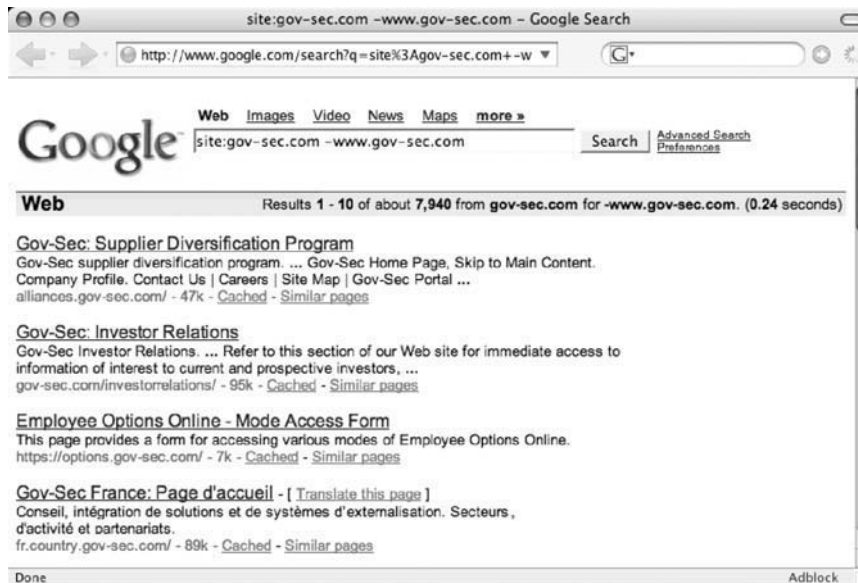 site:gov-sec.com -www.gov-sec.com – Google Search
http://www.google.com/search?q=site%3Agov-sec.com+-w
G
Web Images Video News Maps more »
Google
site:gov-sec.com -www.gov-sec.com Search Advanced Search
Preferences
Web Results 1 - 10 of about 7,940 from gov-sec.com for -www.gov-sec.com. (0.24 seconds)
Gov-Sec: Supplier Diversification Program
Gov-Sec supplier diversification program. ... Gov-Sec Home Page, Skip to Main Content.
Company Profile. Contact Us | Careers | Site Map | Gov-Sec Portal ...
alliances.gov-sec.com/ - 47k - Cached - Similar pages
Gov-Sec: Investor Relations
Gov-Sec Investor Relations. ... Refer to this section of our Web site for immediate access to
information of interest to current and prospective investors, ...
gov-sec.com/investorrelations/ - 95k - Cached - Similar pages
Employee Options Online - Mode Access Form
This page provides a form for accessing various modes of Employee Options Online.
https://options.gov-sec.com/ - 7k - Cached - Similar pages
Gov-Sec France: Page d'accueil - [ Translate this page ]
Conseil, intégration de solutions et de systèmes d'externalisation. Secteurs,
d'activité et partenariats.
fr.country.gov-sec.com/ - 89k - Cached - Similar pages
Done Adblock